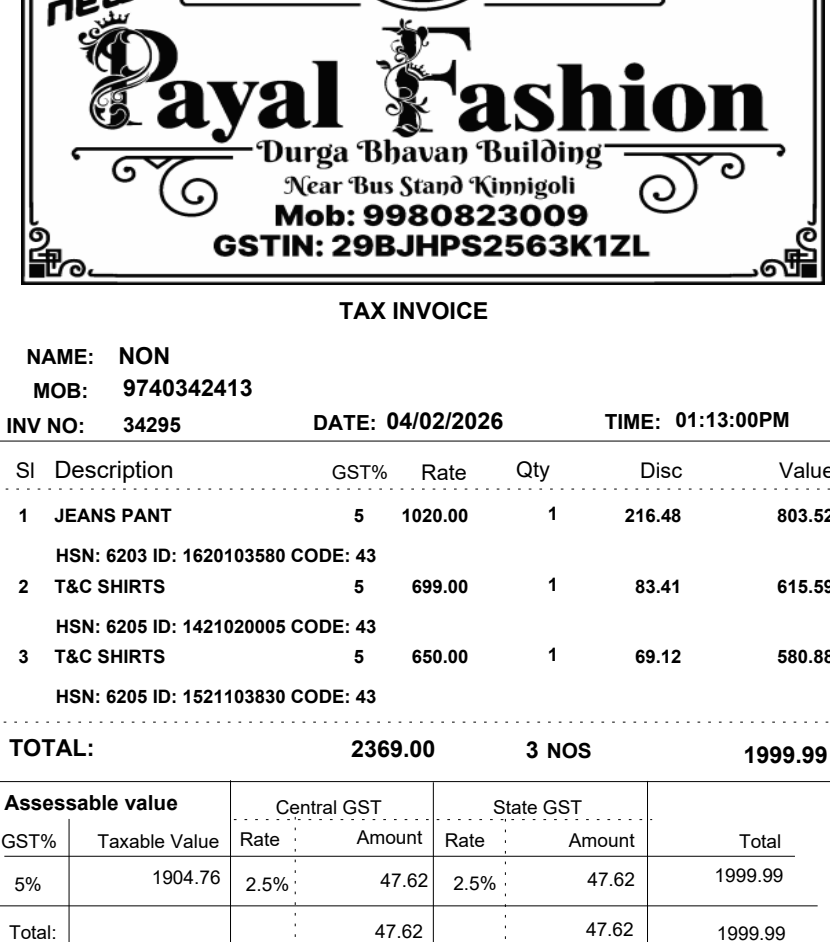 new
Payal Fashion
Durga Bhavan Building
Near Bus Stand Kinnigoli
Mob: 9980823009
GSTIN: 29BJHPS2563K1ZL
TAX INVOICE
NAME: NON
MOB: 9740342413
INV NO: 34295 DATE: 04/02/2026 TIME: 01:13:00PM
Sl Description GST% Rate Qty Disc Value
1 JEANS PANT 5 1020.00 1 216.48 803.52
HSN: 6203 ID: 1620103580 CODE: 43
2 T&C SHIRTS 5 699.00 1 83.41 615.59
HSN: 6205 ID: 1421020005 CODE: 43
3 T&C SHIRTS 5 650.00 1 69.12 580.88
HSN: 6205 ID: 1521103830 CODE: 43
TOTAL: 2369.00 3 NOS 1999.99
Assessable value Central GST State GST
GST% Taxable Value Rate Amount Rate Amount Total
5% 1904.76 2.5% 47.62 2.5% 47.62 1999.99
Total: 47.62 47.62 1999.99